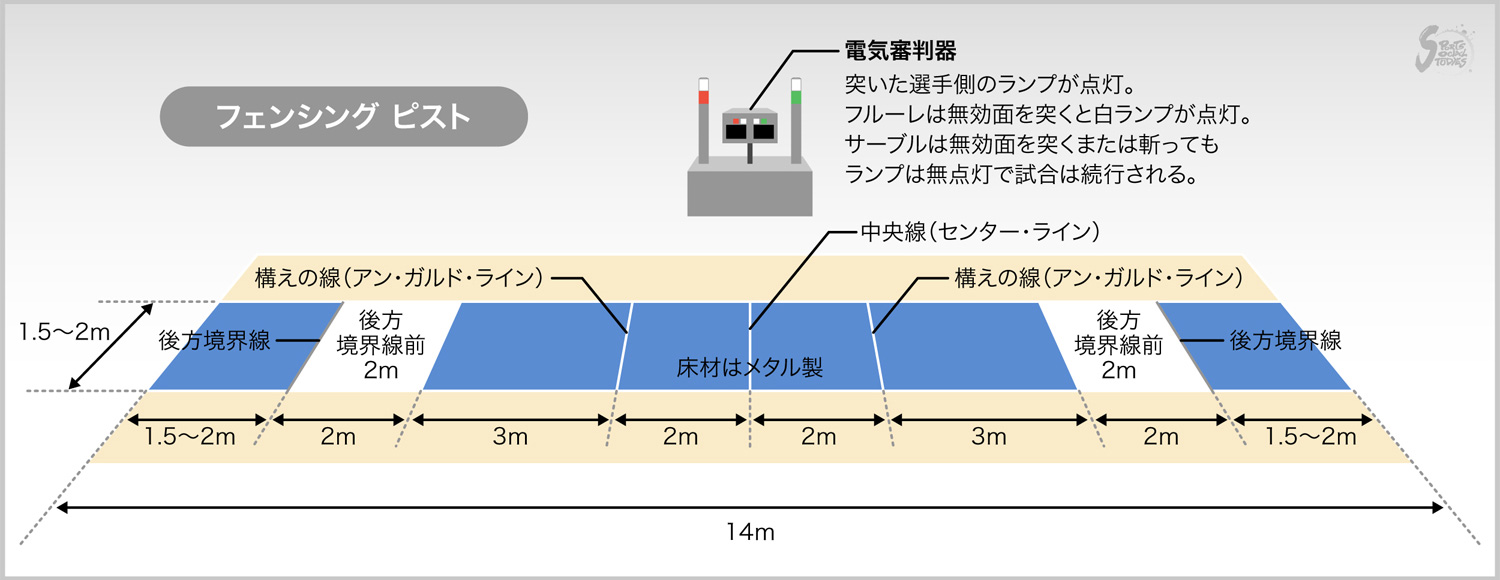 SPORTS SOCIAL STUDIES
電気審判器
突いた選手側のランプが点灯。
フルーレは無効面を突くと白ランプが点灯。
サーブルは無効面を突くまたは斬っても
ランプは無点灯で試合は続行される。
フェンシング ピスト
中央線(センター・ライン)
構えの線(アン・ガルド・ライン)
構えの線(アン・ガルド・ライン)
1.5〜2m
後方境界線
後方
境界線前
2m
床材はメタル製
後方
境界線前
2m
後方境界線
1.5〜2m
2m
3m
2m
2m
3m
2m
1.5〜2m
14m